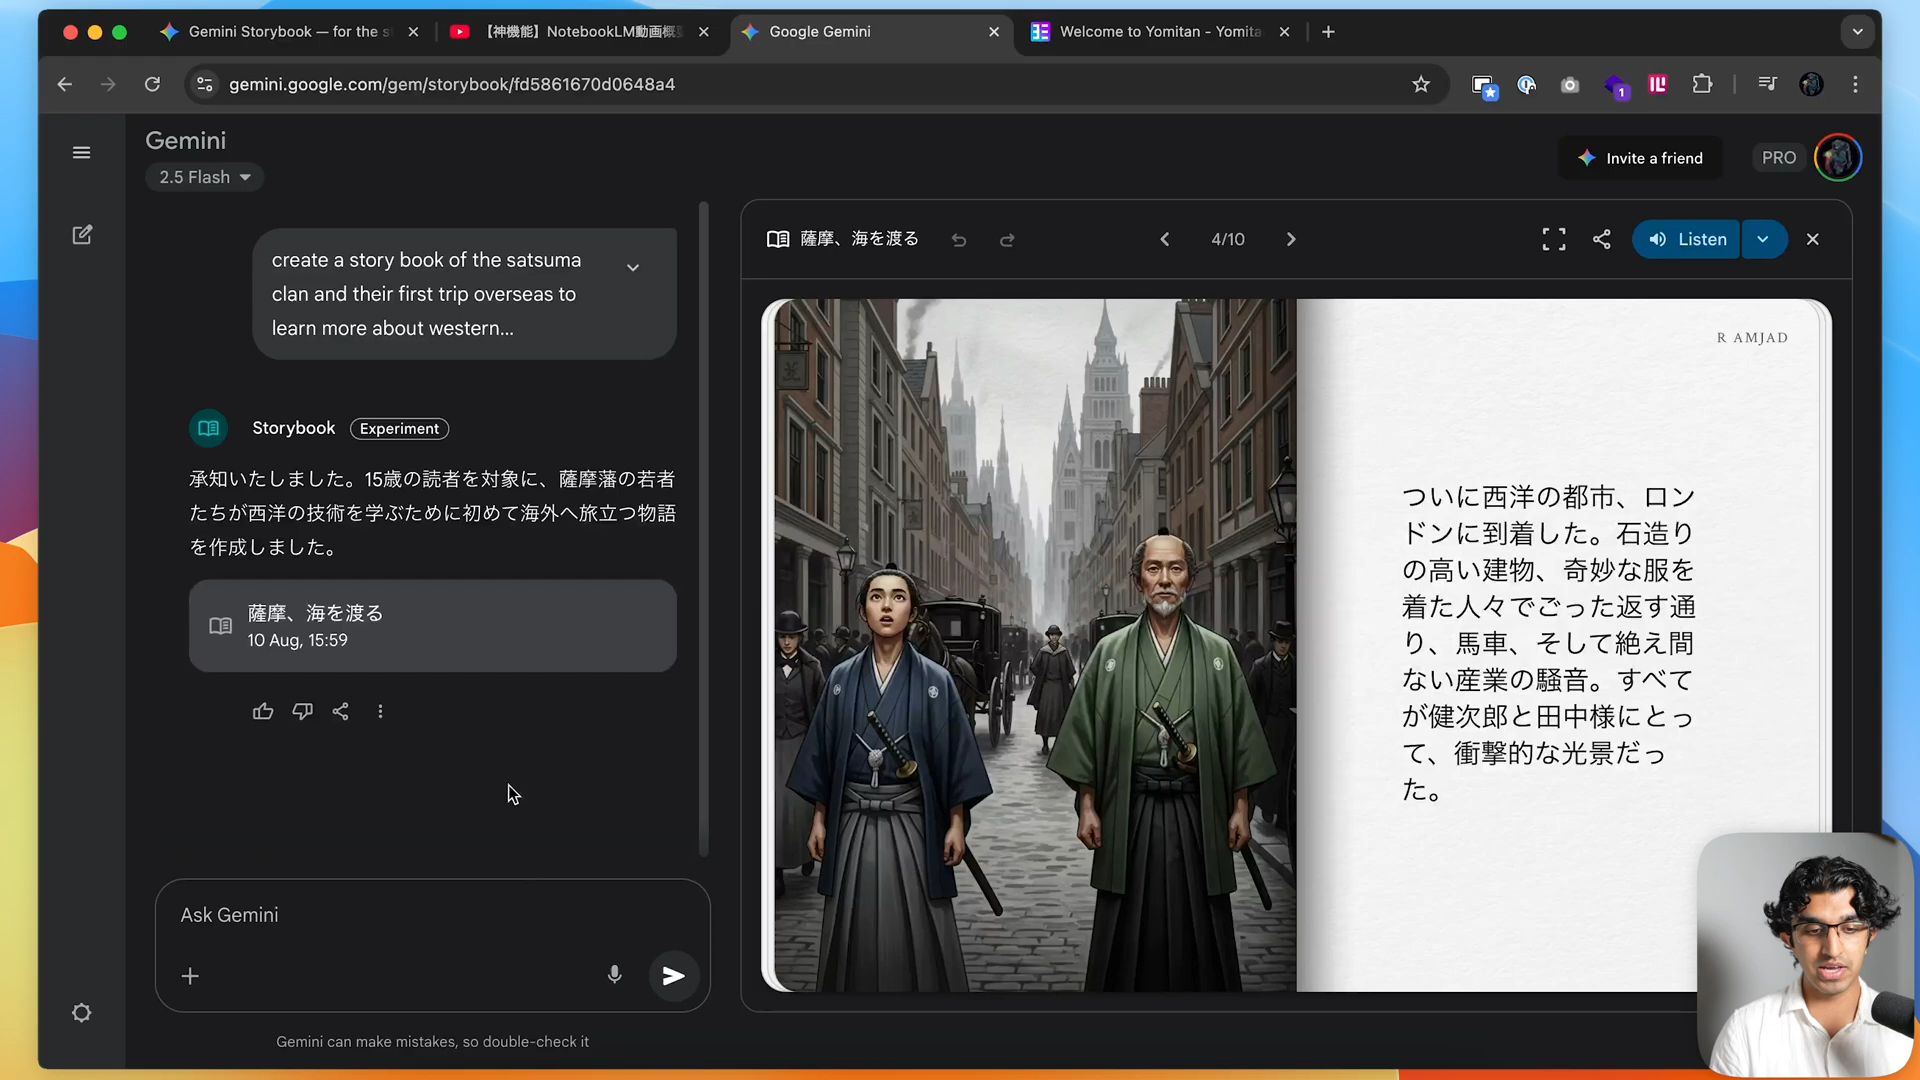 Gemini Storybook — for the s
【神機能】NotebookLM動画概要
Google Gemini
Welcome to Yomitan - Yomita
gemini.google.com/gem/storybook/fd5861670d0648a4
1
Gemini
2.5 Flash
Invite a friend
PRO
create a story book of the satsuma
clan and their first trip overseas to
learn more about western...
Storybook
Experiment
承知いたしました。15歳の読者を対象に、薩摩藩の若者
たちが西洋の技術を学ぶために初めて海外へ旅立つ物語
を作成しました。
薩摩、海を渡る
10 Aug, 15:59
Ask Gemini
Gemini can make mistakes, so double-check it
薩摩、海を渡る
4/10
Listen
R AMJAD
ついに西洋の都市、ロン
ドンに到着した。石造り
の高い建物、奇妙な服を
着た人々でごった返す通
り、馬車、そして絶え間
ない産業の騒音。すべて
が健次郎と田中様にとっ
て、衝撃的な光景だっ
た。